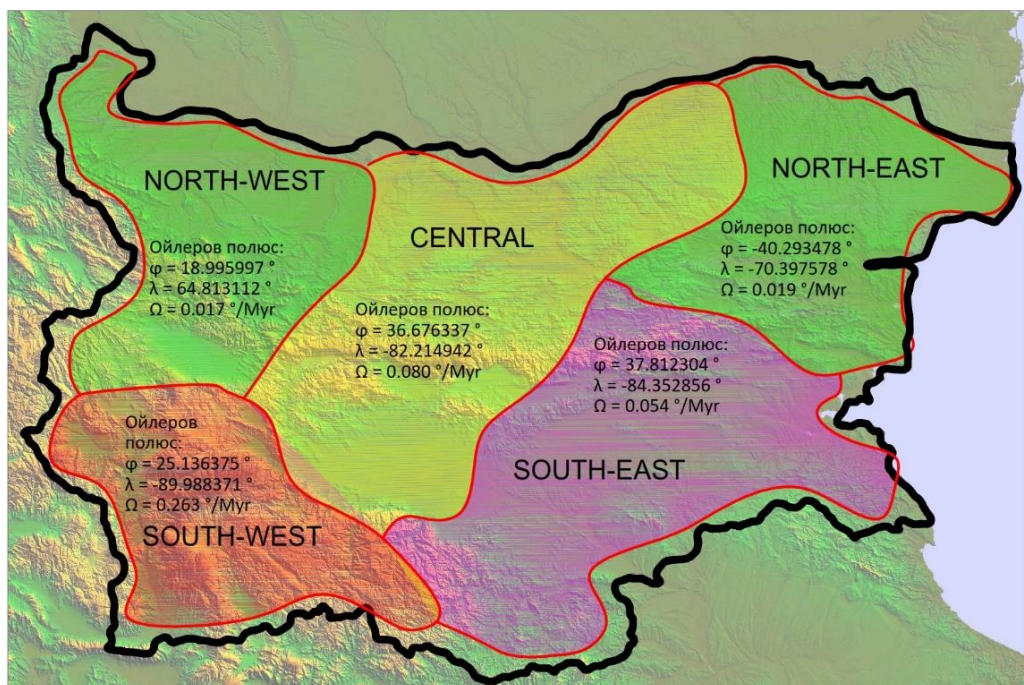 NORTH-WEST
Ойлеров полюс:
φ = 18.995997 °
λ = 64.813112 °
Ω = 0.017 °/Myr
CENTRAL
Ойлеров полюс:
φ = 36.676337 °
λ = -82.214942 °
Ω = 0.080 °/Myr
NORTH-EAST
Ойлеров полюс:
φ = -40.293478 °
λ = -70.397578 °
Ω = 0.019 °/Myr
Ойлеров полюс:
φ = 37.812304 °
λ = -84.352856 °
Ω = 0.054 °/Myr
SOUTH-EAST
Ойлеров
полюс:
φ = 25.136375 °
λ = -89.988371 °
Ω = 0.263 °/Myr
SOUTH-WEST